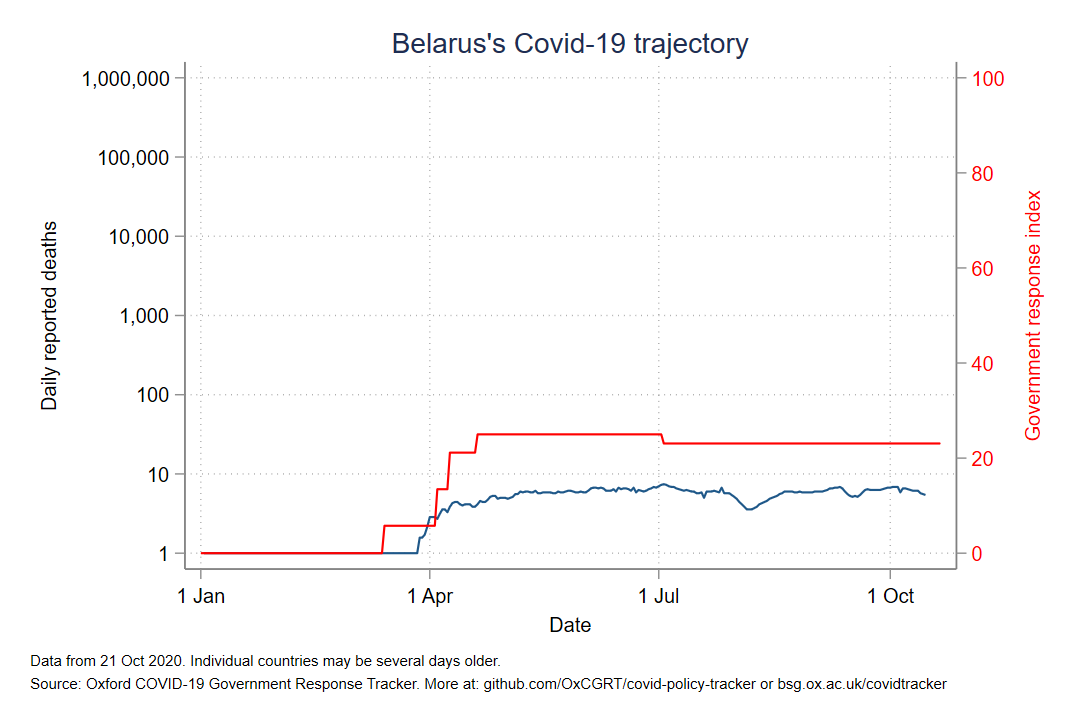 Belarus's Covid-19 trajectory
1,000,000
100,000
10,000
1,000
100
10
1
Daily reported deaths
100
80
60
40
20
0
Government response index
1 Jan
1 Apr
1 Jul
1 Oct
Date
Data from 21 Oct 2020. Individual countries may be several days older.
Source: Oxford COVID-19 Government Response Tracker. More at: github.com/OxCGRT/covid-policy-tracker or bsg.ox.ac.uk/covidtracker